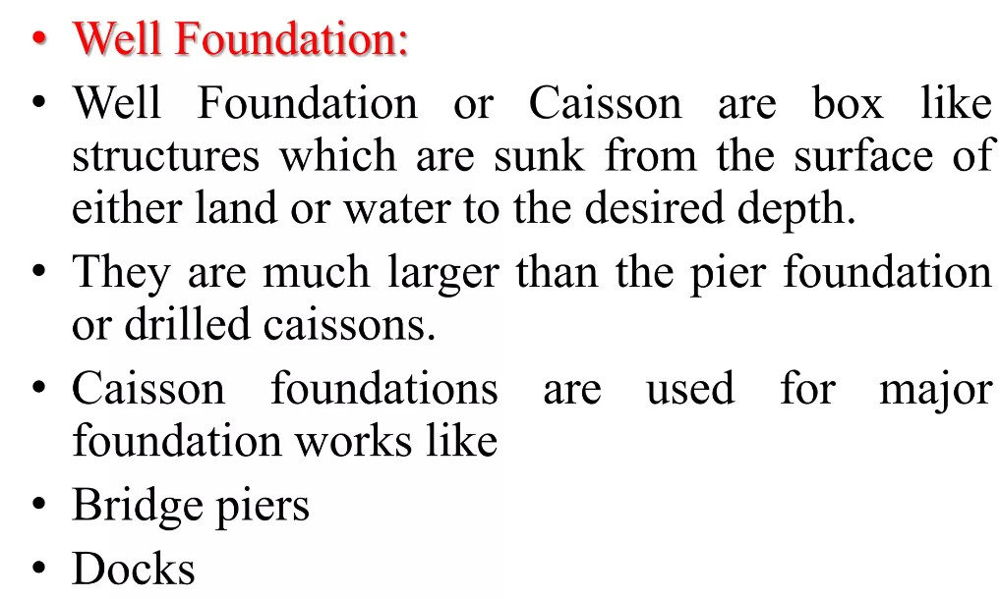 • Well Foundation:
• Well Foundation or Caisson are box like
structures which are sunk from the surface of
either land or water to the desired depth.
• They are much larger than the pier foundation
or drilled caissons.
• Caisson foundations are used for major
foundation works like
• Bridge piers
• Docks